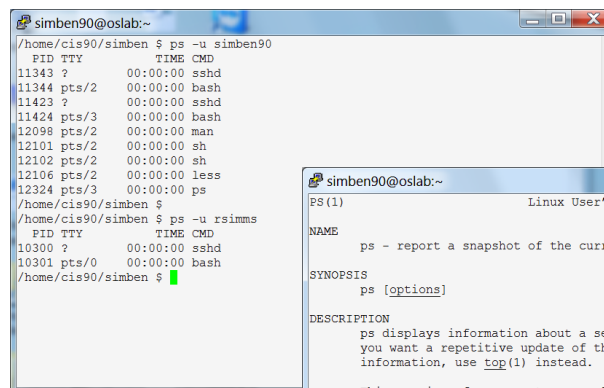 simben90@oslab:~
/home/cis90/simben $ ps -u simben90
PID TTY TIME CMD
11343 ? 00:00:00 sshd
11344 pts/2 00:00:00 bash
11423 ? 00:00:00 sshd
11424 pts/3 00:00:00 bash
12098 pts/2 00:00:00 man
12101 pts/2 00:00:00 sh
12102 pts/2 00:00:00 sh
12106 pts/2 00:00:00 less
12324 pts/3 00:00:00 ps
/home/cis90/simben $
/home/cis90/simben $ ps -u rsimms
PID TTY TIME CMD
10300 ? 00:00:00 sshd
10301 pts/0 00:00:00 bash
/home/cis90/simben $
simben90@oslab:~
PS(1) Linux User'
NAME
ps - report a snapshot of the curr
SYNOPSIS
ps [options]
DESCRIPTION
ps displays information about a se
you want a repetitive update of th
information, use top(1) instead.